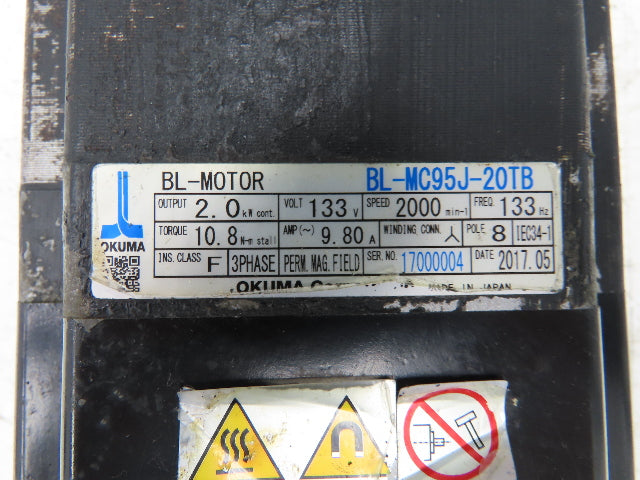 BL-MOTOR BL-MC95J-20TB
OUTPUT 2.0 kW cont. VOLT 133 V SPEED 2000 min-1 FREQ. 133 Hz
TORQUE 10.8 N-m stall AMP(~) 9.80 A WINDING CONN. POLE 8 IEC34-1
OKUMA
INS. CLASS F 3PHASE PERM. MAG. FIELD SER. NO. 17000004 DATE 2017.05
OKUMA MADE IN JAPAN